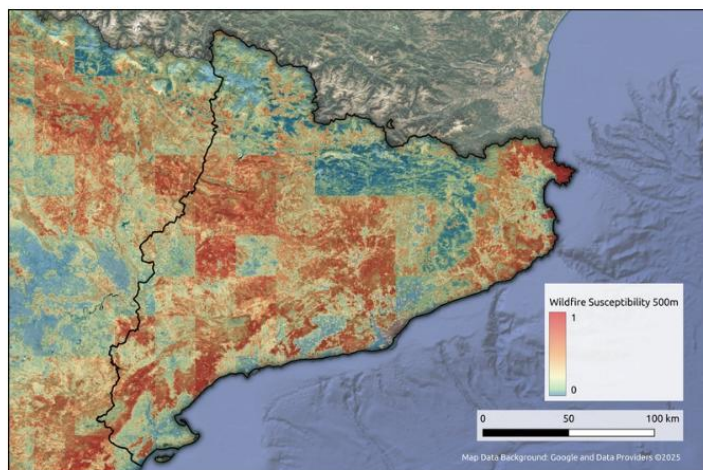 Wildfire Susceptibility 500m
1
0
0 50 100 km
Map Data Background: Google and Data Providers ©2025